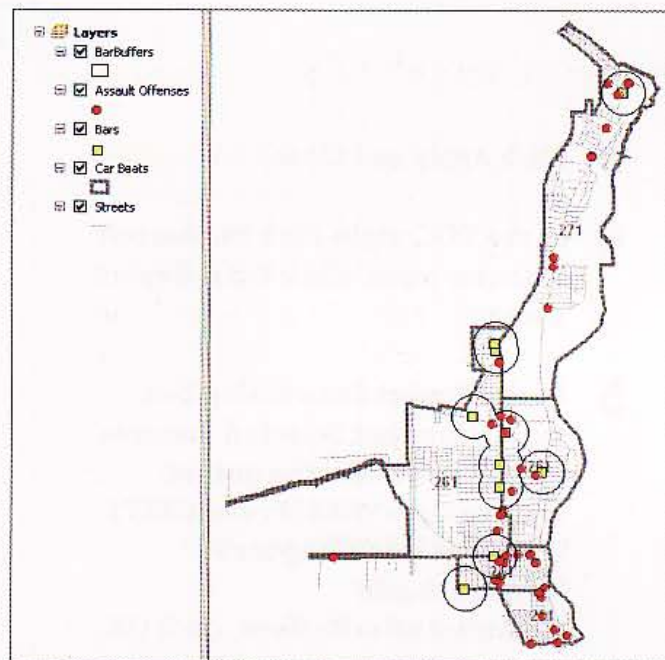 Layers
BarBuffers
Assault Offenses
Bars
Car Beats
Streets
271
261